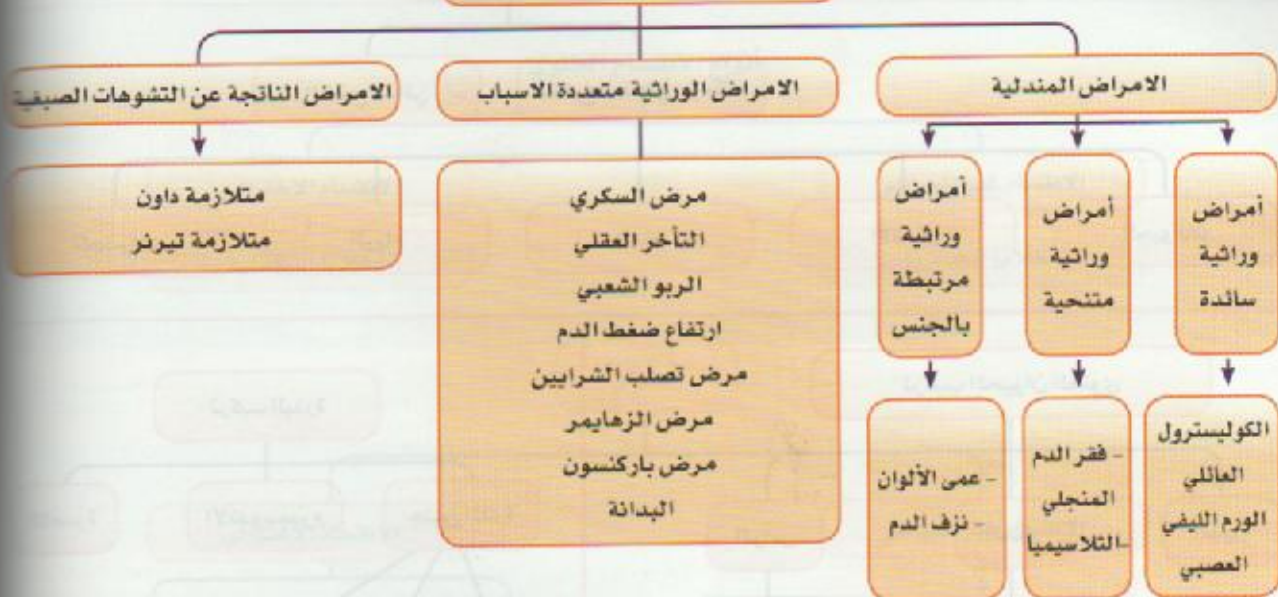 الامراض المندلية
الامراض الوراثية متعددة الاسباب
الامراض الناتجة عن التشوهات الصبغية
أمراض
وراثية
سائدة
أمراض
وراثية
متنحية
أمراض
وراثية
مرتبطة
بالجنس
الكوليسترول
العائلي
الورم الليفي
العصبي
- فقر الدم
المنجلي
-الثلاسيميا
- عمى الألوان
- نزف الدم
مرض السكري
التأخر العقلي
الربو الشعبي
ارتفاع ضغط الدم
مرض تصلب الشرايين
مرض الزهايمر
مرض باركنسون
البدانة
متلازمة داون
متلازمة تيرنر